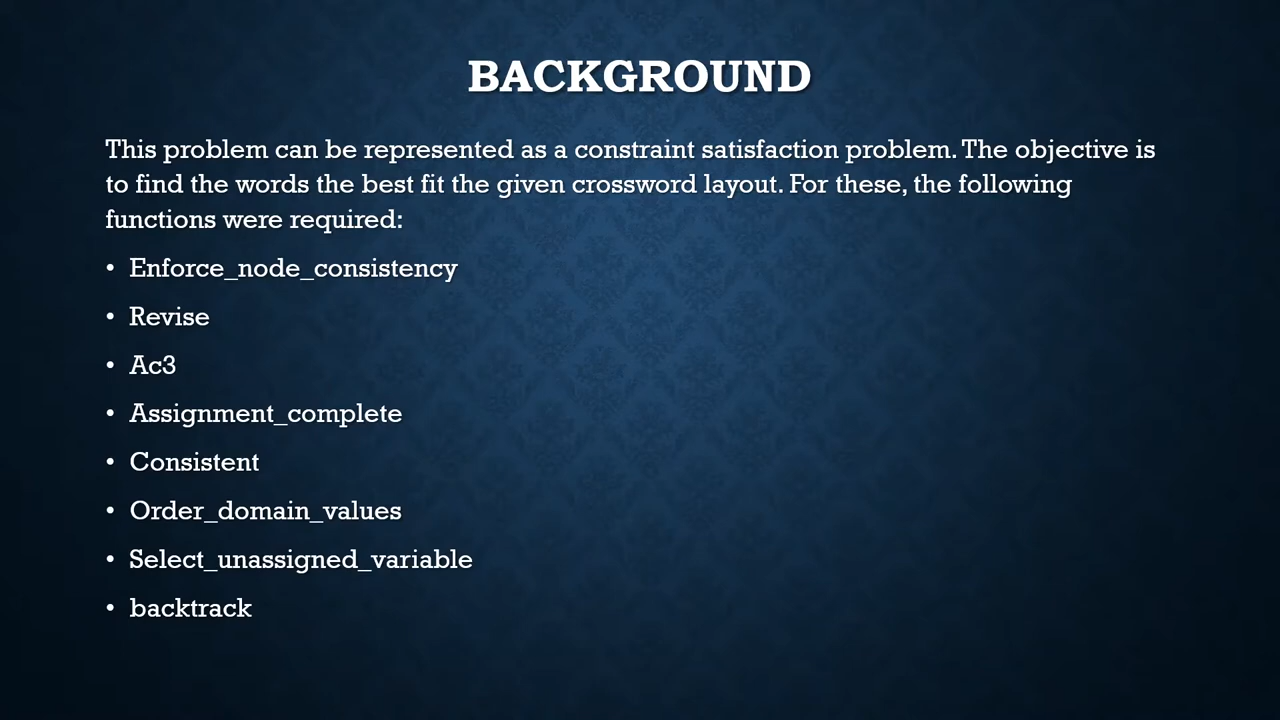 BACKGROUND
This problem can be represented as a constraint satisfaction problem. The objective is
to find the words the best fit the given crossword layout. For these, the following
functions were required:
• Enforce_node_consistency
• Revise
• Ac3
• Assignment_complete
• Consistent
• Order_domain_values
• Select_unassigned_variable
• backtrack